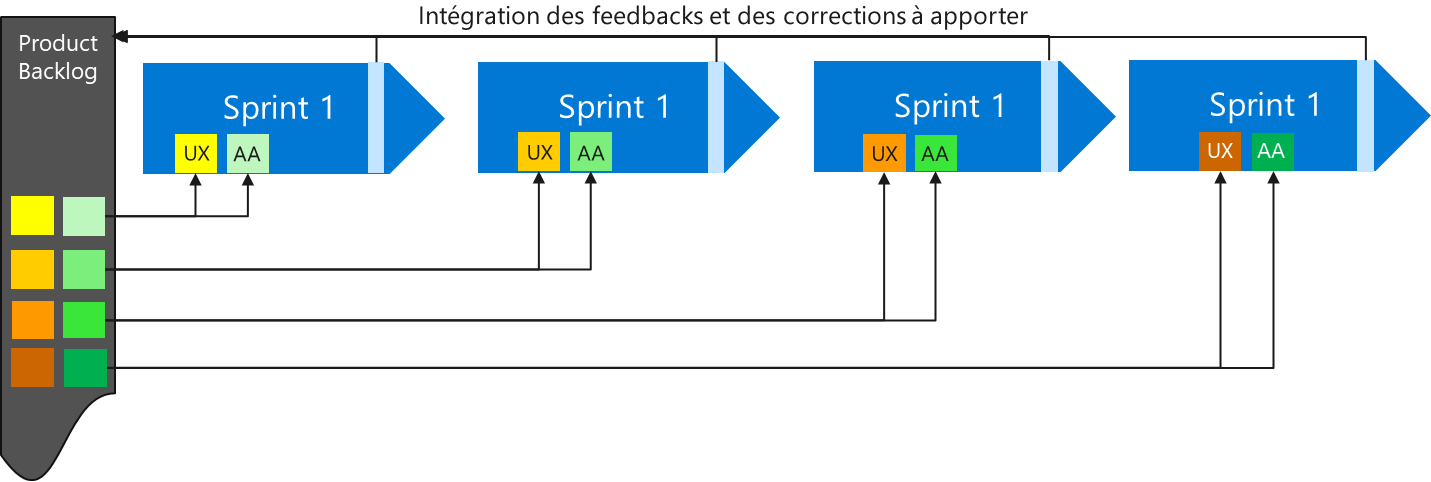 Intégration des feedbacks et des corrections à apporter
Product
Backlog
Sprint 1
UX
AA
Sprint 1
UX
AA
Sprint 1
UX
AA
Sprint 1
UX
AA